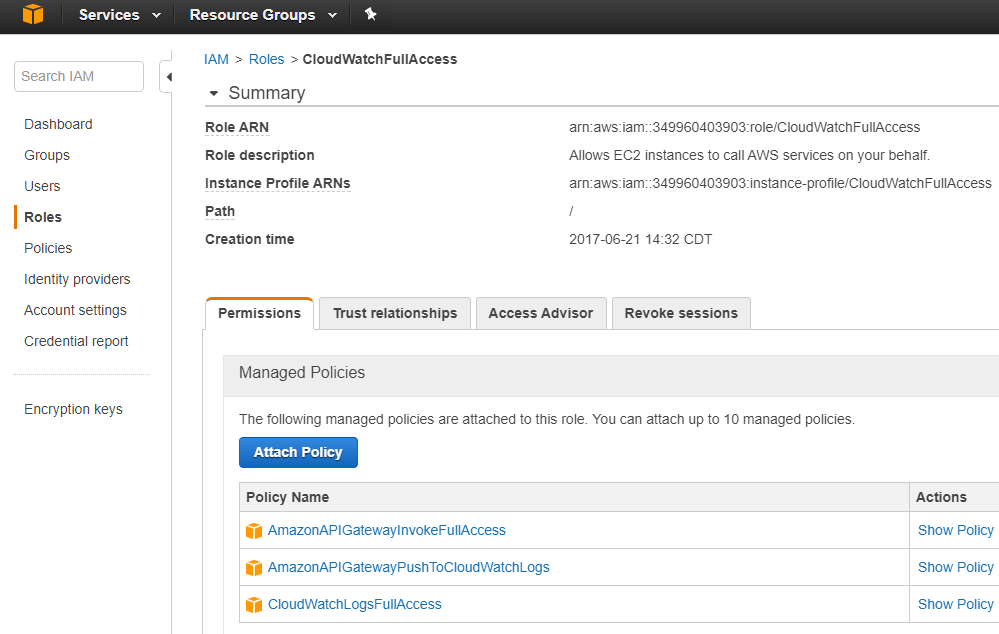 Services Resource Groups
Search IAM
Dashboard
Groups
Users
Roles
Policies
Identity providers
Account settings
Credential report
Encryption keys
IAM > Roles > CloudWatchFullAccess
Summary
Role ARN arn:aws:iam::349960403903:role/CloudWatchFullAccess
Role description Allows EC2 instances to call AWS services on your behalf.
Instance Profile ARNs arn:aws:iam::349960403903:instance-profile/CloudWatchFullAccess
Path /
Creation time 2017-06-21 14:32 CDT
Permissions Trust relationships Access Advisor Revoke sessions
Managed Policies
The following managed policies are attached to this role. You can attach up to 10 managed policies.
Attach Policy
Policy Name Actions
AmazonAPIGatewayInvokeFullAccess Show Policy
AmazonAPIGatewayPushToCloudWatchLogs Show Policy
CloudWatchLogsFullAccess Show Policy